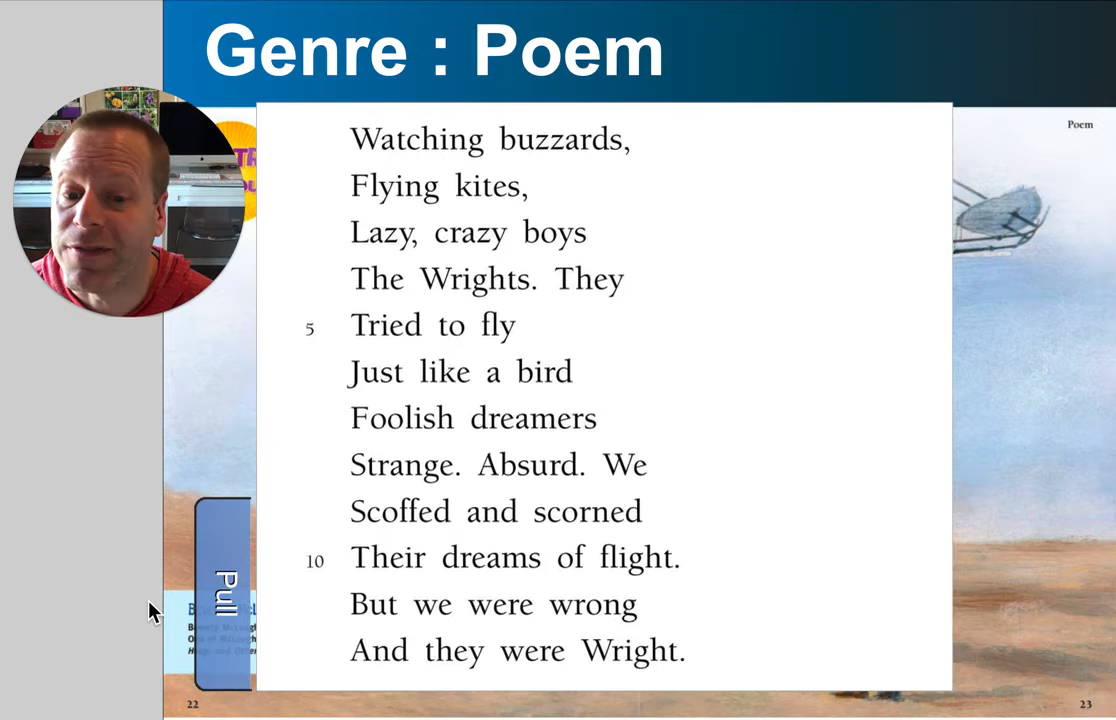 Genre : Poem
Poem
Watching buzzards,
Flying kites,
Lazy, crazy boys
The Wrights. They
5 Tried to fly
Just like a bird
Foolish dreamers
Strange. Absurd. We
Scoffed and scorned
10 Their dreams of flight.
But we were wrong
And they were Wright.
Pull
22
23